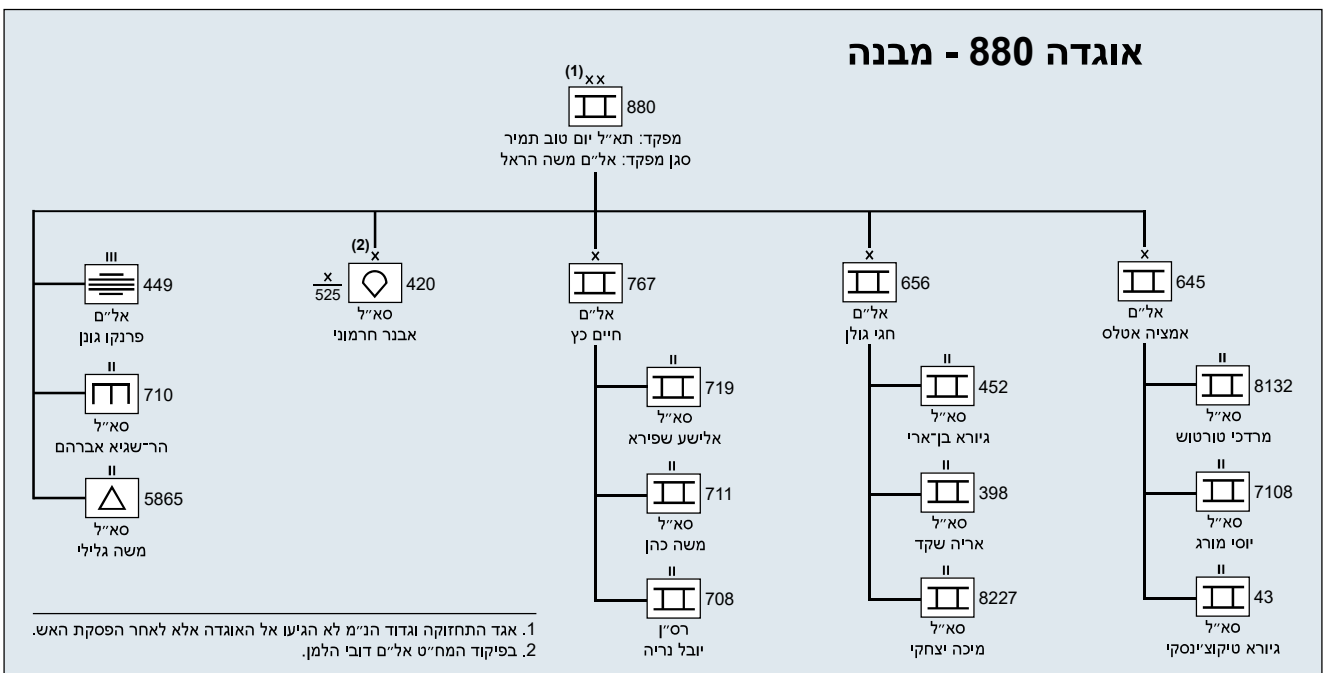 אוגדה 880 - מבנה
(1) xx
880
מפקד: תא״ל יום טוב תמיר
סגן מפקד: אל״ם משה הראל
x
645
אל״ם
אמציה אטלס
II
8132
סא״ל
מרדכי טורטוש
II
7108
סא״ל
יוסי מורג
II
43
סא״ל
גיורא טיקוצ׳ינסקי
x
656
אל״ם
חגי גולן
II
452
סא״ל
גיורא בן־ארי
II
398
סא״ל
אריה שקד
II
8227
סא״ל
מיכה יצחקי
x
767
אל״ם
חיים כץ
II
719
סא״ל
אלישע שפירא
II
711
סא״ל
משה כהן
II
708
רס״ן
יובל נריה
(2) x
420
x
525
סא״ל
אבנר חרמוני
III
449
אל״ם
פרנקו גונן
II
710
סא״ל
הר־שגיא אברהם
II
5865
סא״ל
משה גלילי
1. אגד התחזוקה וגדוד הנ״מ לא הגיעו אל האוגדה אלא לאחר הפסקת האש.
2. בפיקוד המח״ט אל״ם דובי הלמן.